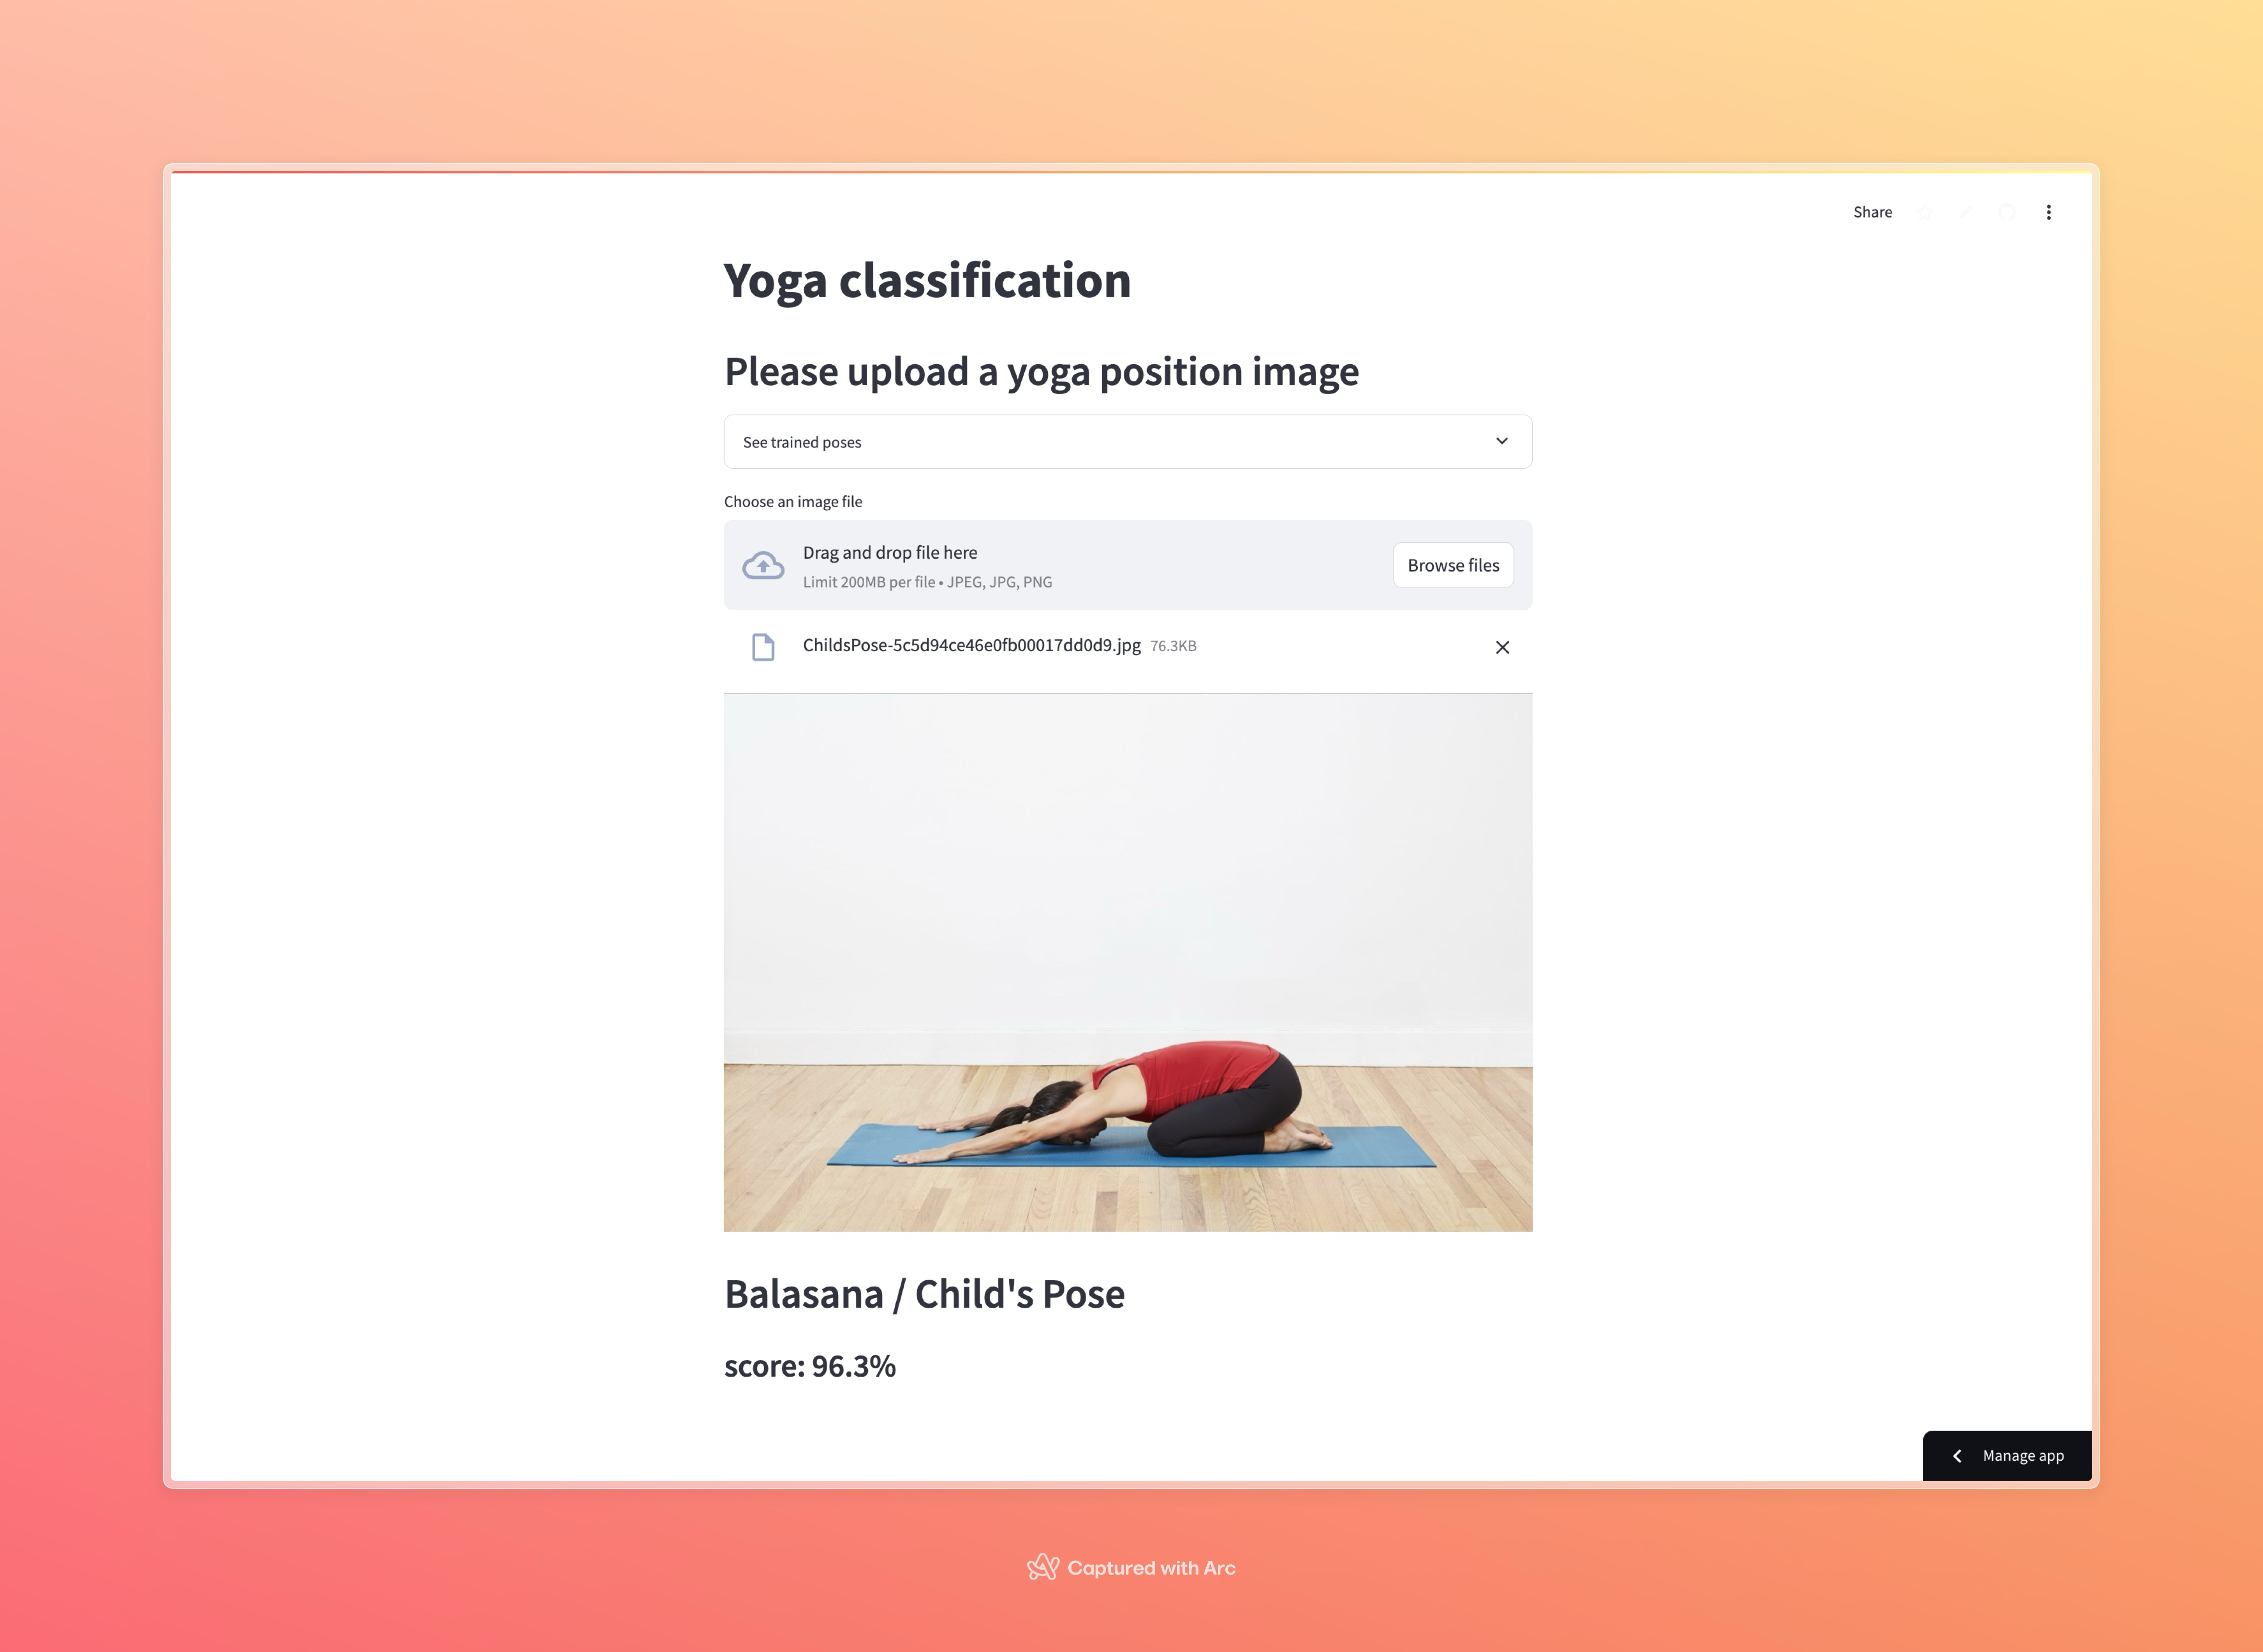 Share
Yoga classification
Please upload a yoga position image
See trained poses
Choose an image file
Drag and drop file here
Limit 200MB per file • JPEG, JPG, PNG
Browse files
ChildsPose-5c5d94ce46e0fb00017dd0d9.jpg 76.3KB
Balasana / Child's Pose
score: 96.3%
Manage app
Captured with Arc